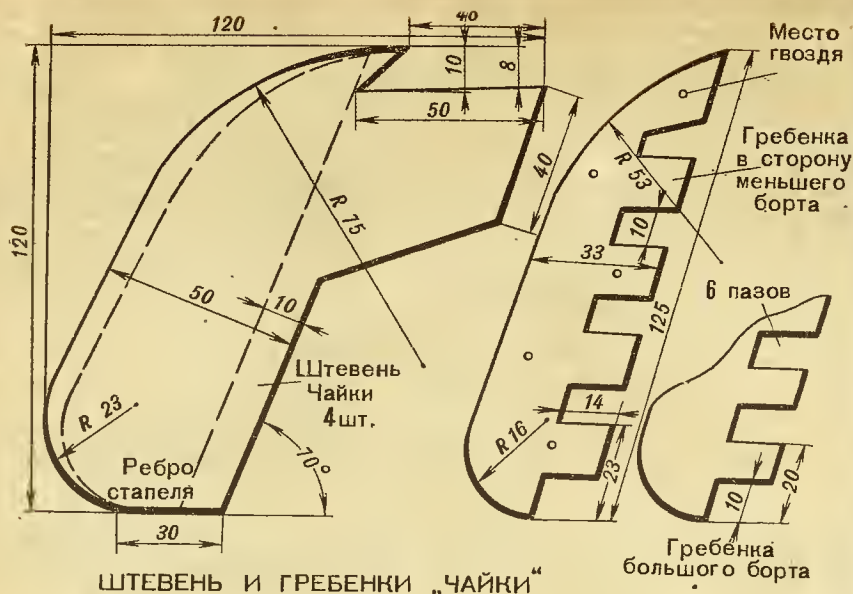 40
120
10
8
50
40
120
R 75
50
10
R 23
Штевень
Чайки
4шт.
70°
Ребро
стапеля
30
Место
гвоздя
Гребенка
в сторону
меньшего
борта
R 53
10
33
6 пазов
125
14
R 16
23
10
20
Гребенка
большого борта
ШТЕВЕНЬ И ГРЕБЕНКИ „ЧАЙКИ“